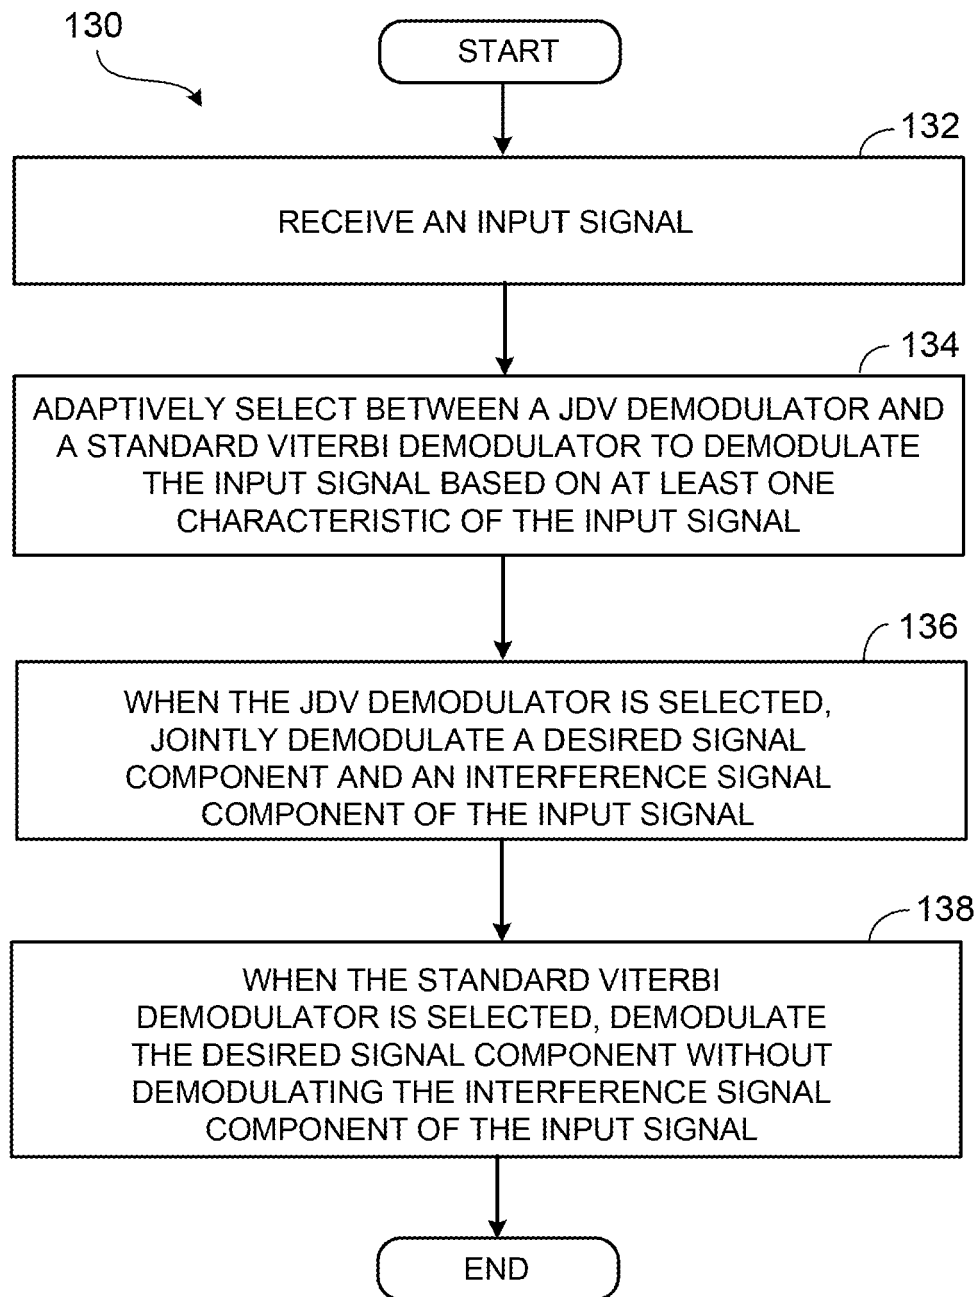 130
START
132
RECEIVE AN INPUT SIGNAL
134
ADAPTIVELY SELECT BETWEEN A JDV DEMODULATOR AND
A STANDARD VITERBI DEMODULATOR TO DEMODULATE
THE INPUT SIGNAL BASED ON AT LEAST ONE
CHARACTERISTIC OF THE INPUT SIGNAL
136
WHEN THE JDV DEMODULATOR IS SELECTED,
JOINTLY DEMODULATE A DESIRED SIGNAL
COMPONENT AND AN INTERFERENCE SIGNAL
COMPONENT OF THE INPUT SIGNAL
138
WHEN THE STANDARD VITERBI
DEMODULATOR IS SELECTED, DEMODULATE
THE DESIRED SIGNAL COMPONENT WITHOUT
DEMODULATING THE INTERFERENCE SIGNAL
COMPONENT OF THE INPUT SIGNAL
END